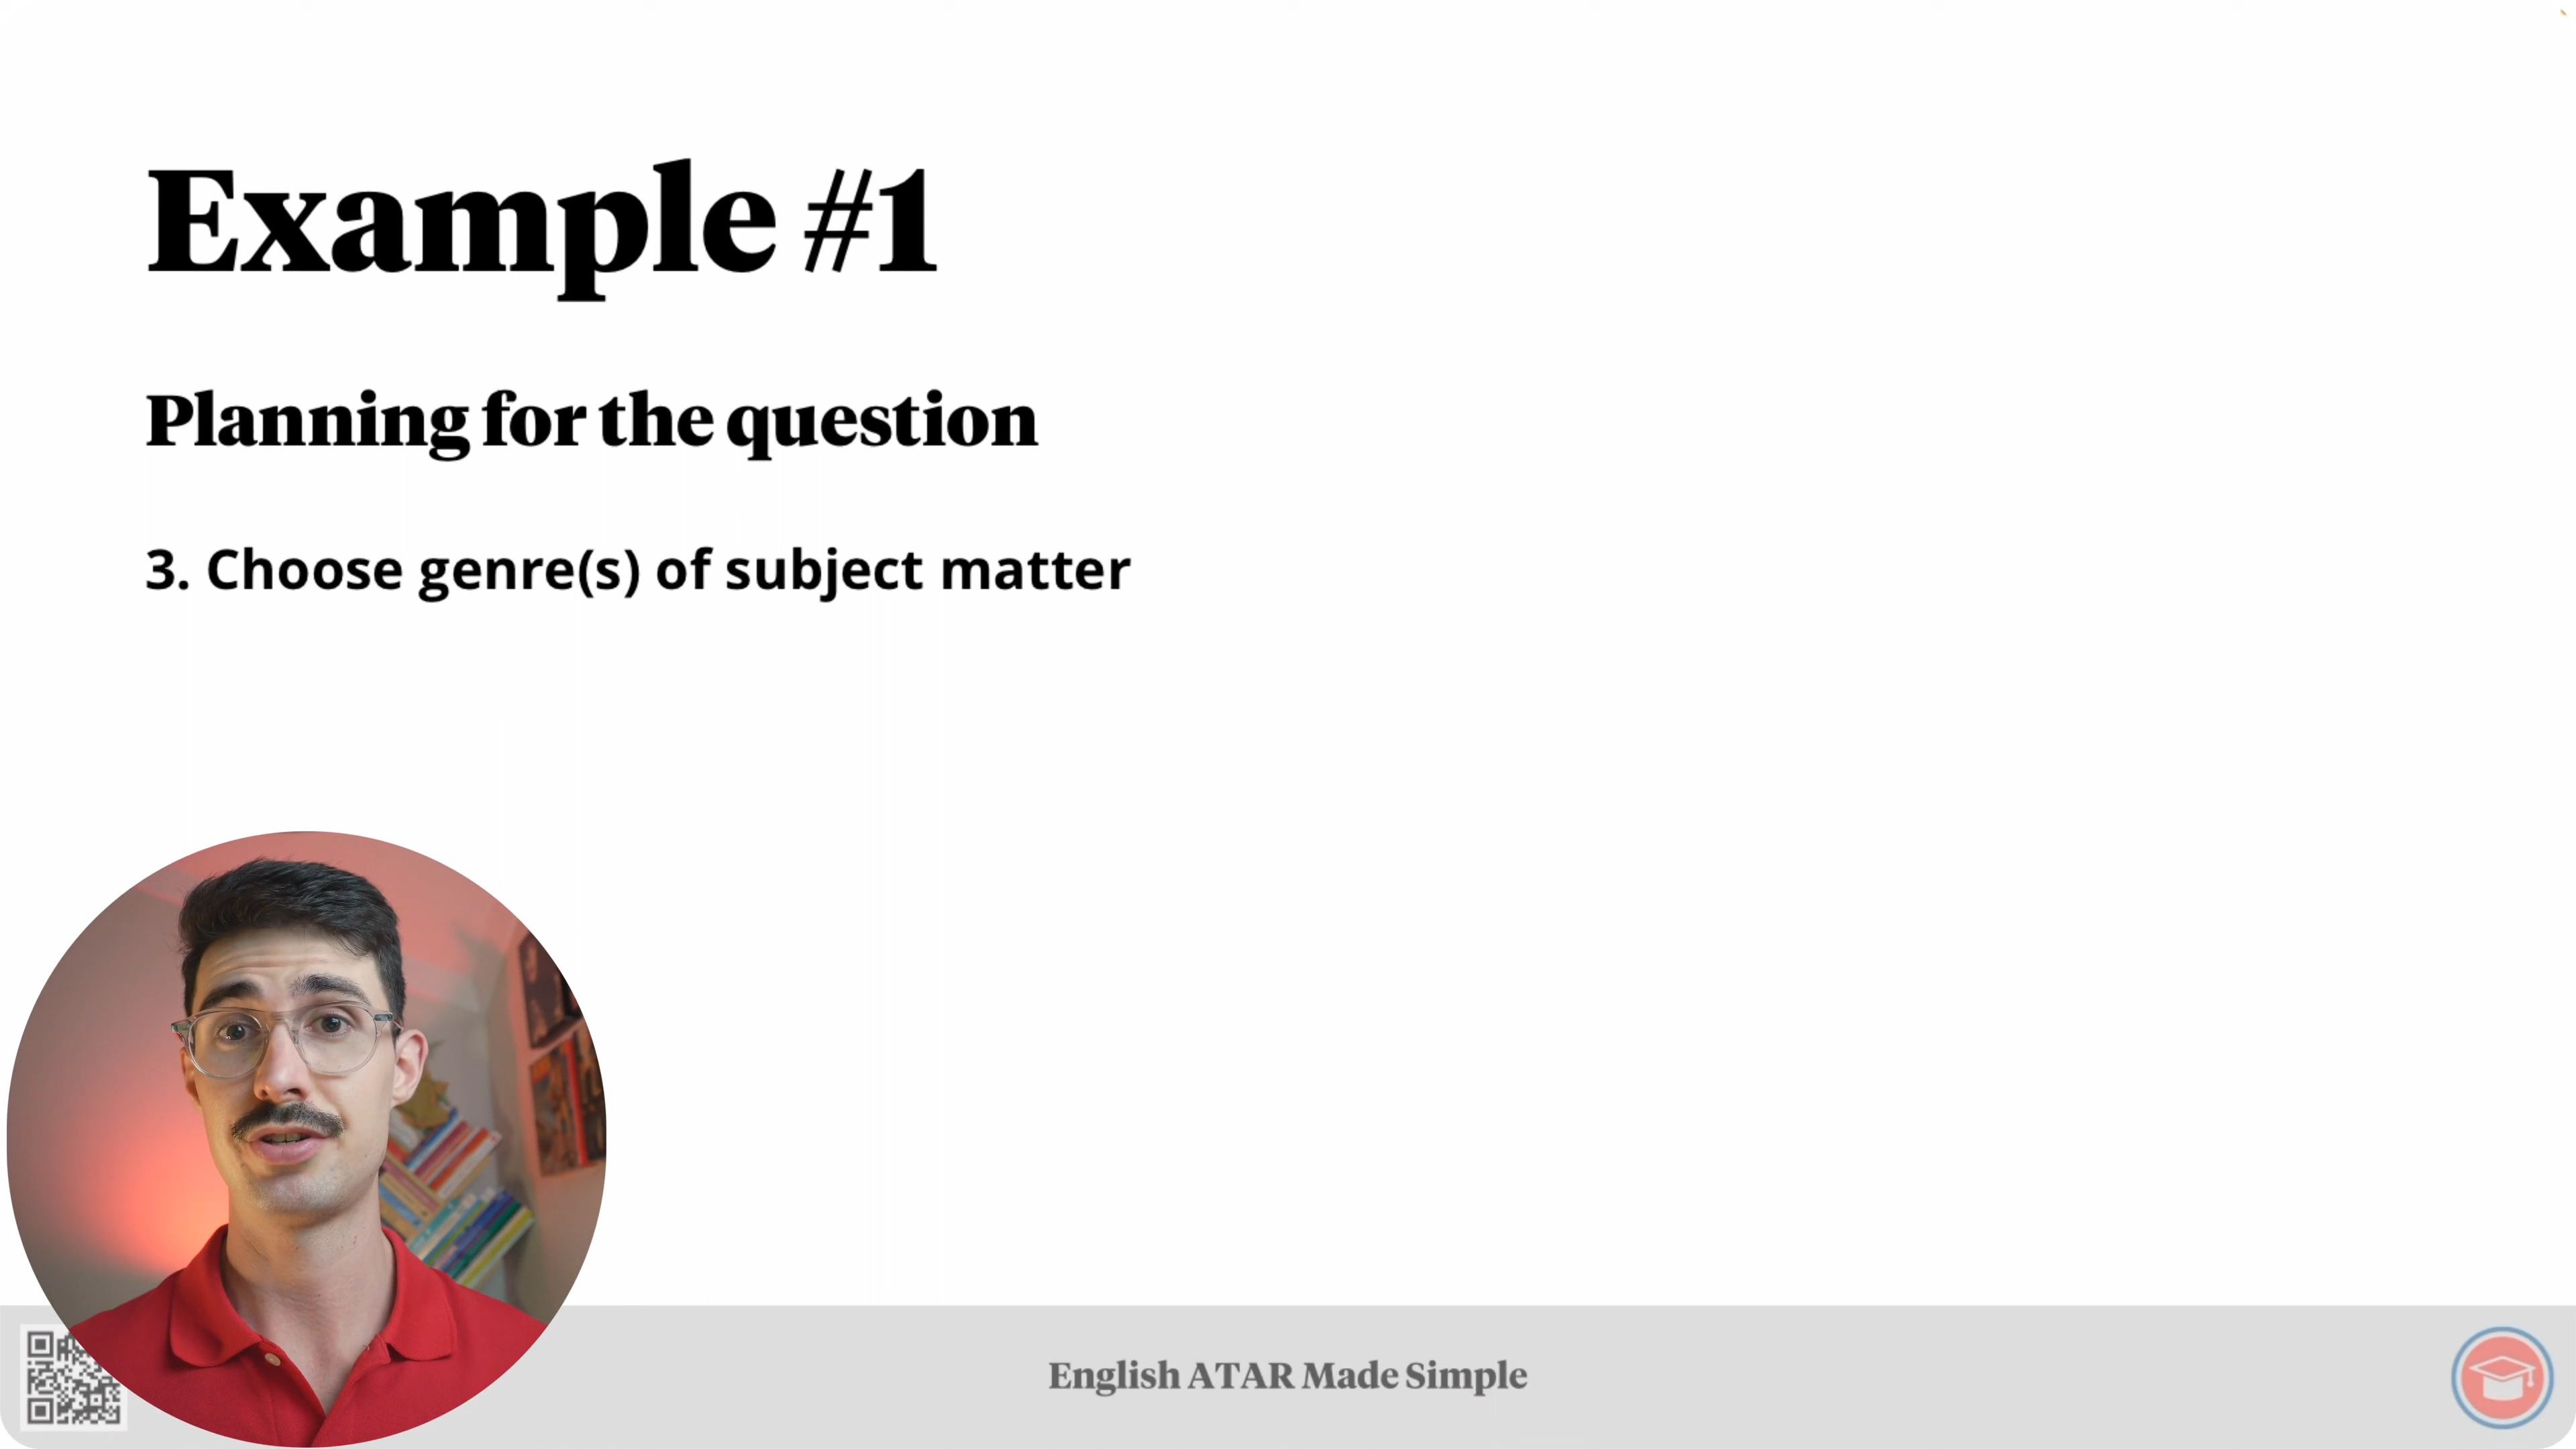 Example #1
Planning for the question
3. Choose genre(s) of subject matter
English ATAR Made Simple